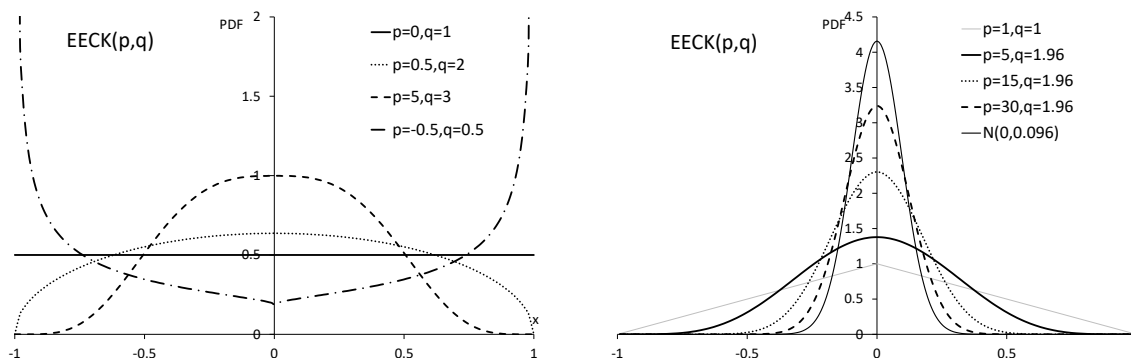 PDF
2
EECK(p,q)
p=0,q=1
p=0.5,q=2
1.5
p=5,q=3
p=-0.5,q=0.5
1
0.5
0
x
-1
-0.5
0
0.5
1
PDF
4.5
EECK(p,q)
p=1,q=1
4
p=5,q=1.96
3.5
p=15,q=1.96
3
p=30,q=1.96
N(0,0.096)
2.5
2
1.5
1
0.5
0
-1
-0.5
0
0.5